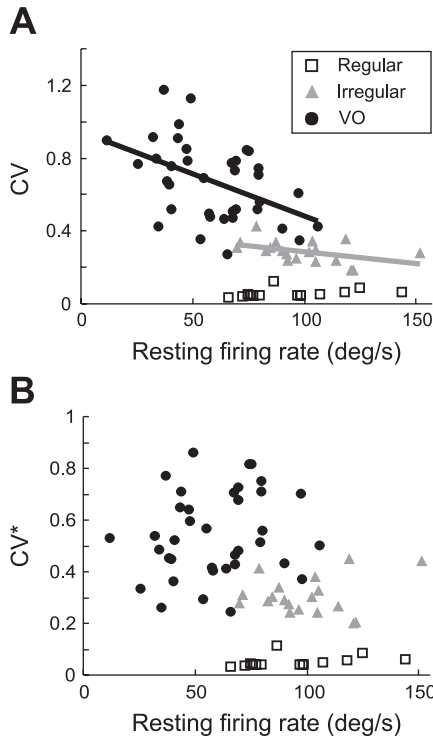 A
1.2
0.8
0.4
0
CV
Regular
Irregular
VO
0
50
100
150
Resting firing rate (deg/s)
B
1
0.8
0.6
0.4
0.2
0
CV*
0
50
100
150
Resting firing rate (deg/s)